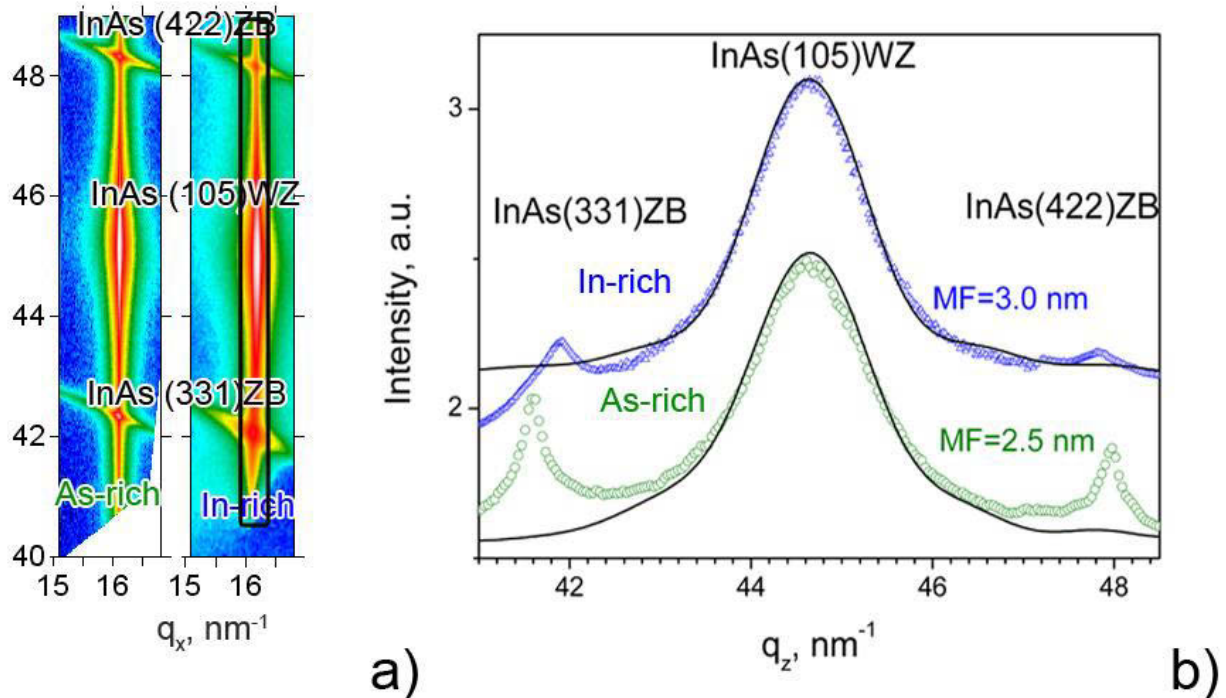 InAs (422)ZB
48
46
InAs (105)WZ
44
InAs (331)ZB
42
As-rich
In-rich
40
15
16
15
16
qx, nm-1
a)
InAs(105)WZ
3
InAs(331)ZB
InAs(422)ZB
In-rich
MF=3.0 nm
As-rich
2
MF=2.5 nm
Intensity, a.u.
42
44
46
48
qz, nm-1
b)